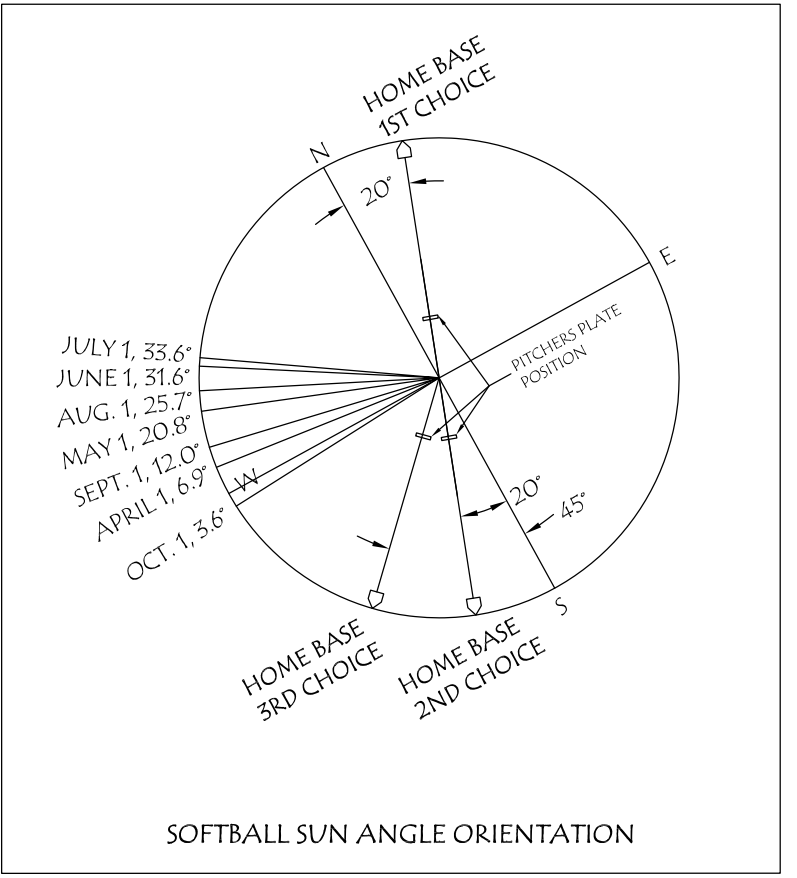 HOME BASE
1ST CHOICE
N
20°
E
PITCHERS PLATE
POSITION
JULY 1, 33.6°
JUNE 1, 31.6°
AUG. 1, 25.7°
MAY 1, 20.8°
SEPT. 1, 12.0°
APRIL 1, 6.9°
W
OCT. 1, 3.6°
20°
45°
S
HOME BASE
3RD CHOICE
HOME BASE
2ND CHOICE
SOFTBALL SUN ANGLE ORIENTATION